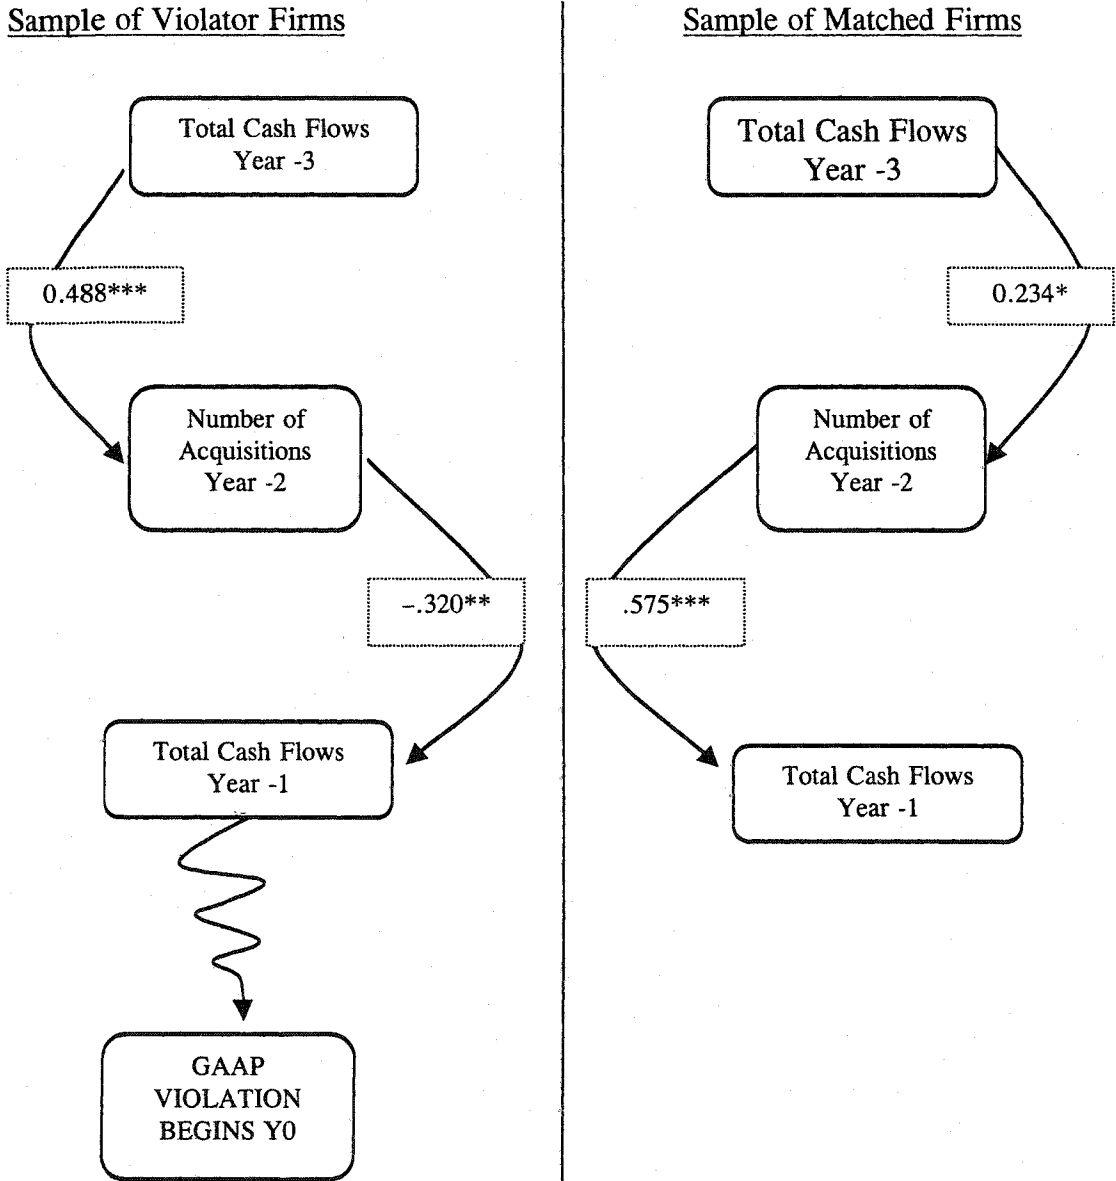 Sample of Violator Firms
Total Cash Flows
Year -3
0.488***
Number of
Acquisitions
Year -2
–.320**
Total Cash Flows
Year -1
GAAP
VIOLATION
BEGINS Y0
Sample of Matched Firms
Total Cash Flows
Year -3
0.234*
Number of
Acquisitions
Year -2
.575***
Total Cash Flows
Year -1